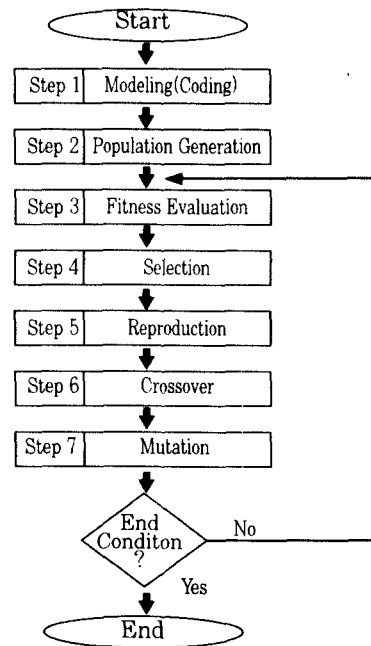 Start
Step 1 Modeling(Coding)
Step 2 Population Generation
Step 3 Fitness Evaluation
Step 4 Selection
Step 5 Reproduction
Step 6 Crossover
Step 7 Mutation
End
Conditon
?
No
Yes
End